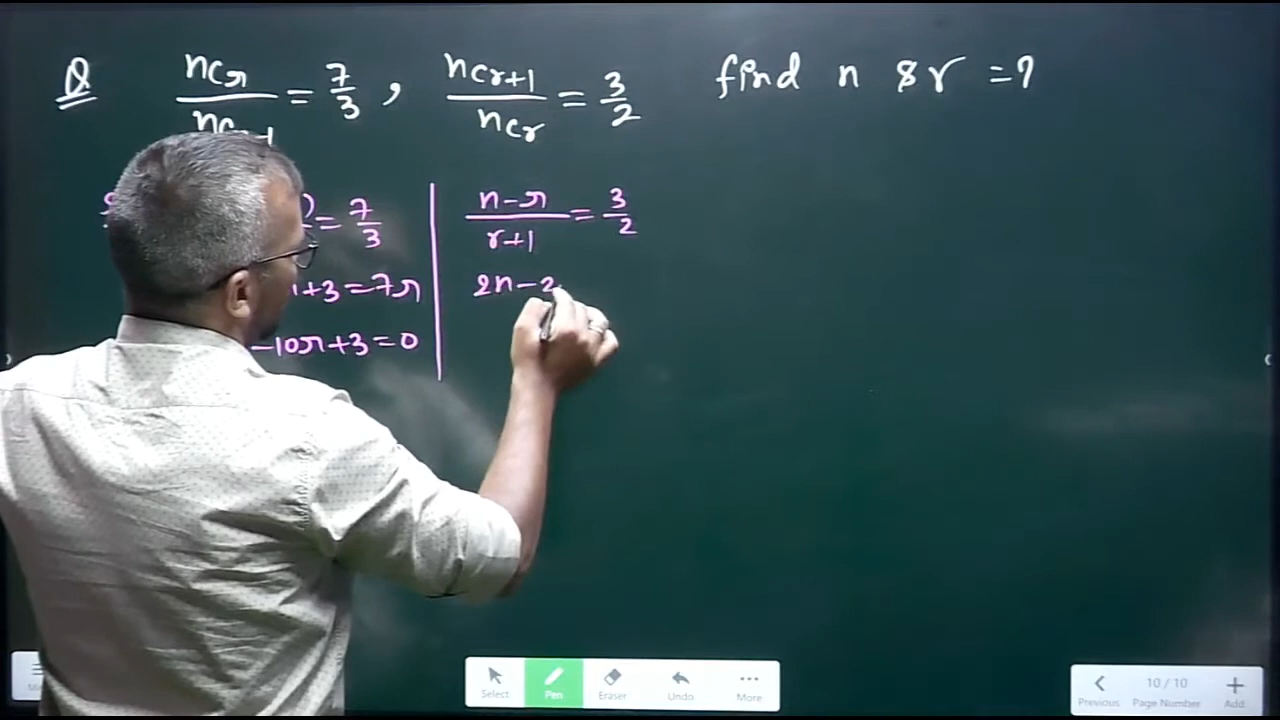 Q nCr / nC -1 = 7/3 , nCr+1 / nCr = 3/2 find n & r = ?
= 7/3
n-r / r+1 = 3/2
+3 = 7r
2n-2
-10r+3 = 0
Select Pen Eraser Undo More
Previous 10 / 10 Page Number Add